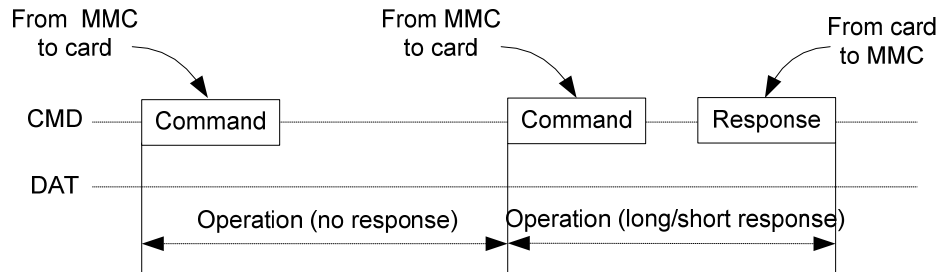 From MMC
to card
From MMC
to card
From card
to MMC
CMD
Command
Command
Response
DAT
Operation (no response)
Operation (long/short response)